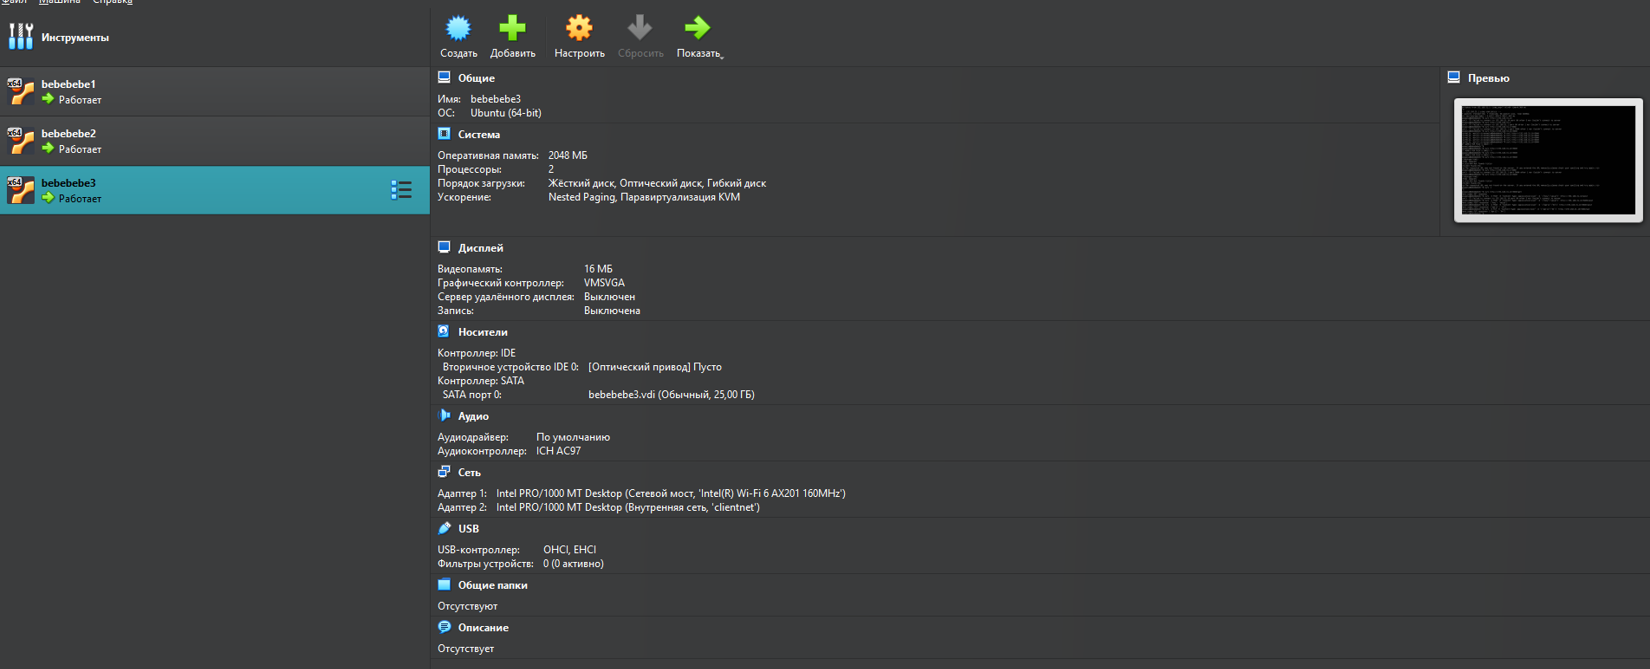 Файл Машина Справка
Инструменты
bebebebe1
Работает
bebebebe2
Работает
bebebebe3
Работает
Создать Добавить Настроить Сбросить Показать
Общие
Имя: bebebebe3
ОС: Ubuntu (64-bit)
Система
Оперативная память: 2048 МБ
Процессоры: 2
Порядок загрузки: Жёсткий диск, Оптический диск, Гибкий диск
Ускорение: Nested Paging, Паравиртуализация KVM
Превью
Дисплей
Видеопамять: 16 МБ
Графический контроллер: VMSVGA
Сервер удалённого дисплея: Выключен
Запись: Выключена
Носители
Контроллер: IDE
Вторичное устройство IDE 0: [Оптический привод] Пусто
Контроллер: SATA
SATA порт 0: bebebebe3.vdi (Обычный, 25,00 ГБ)
Аудио
Аудиодрайвер: По умолчанию
Аудиоконтроллер: ICH AC97
Сеть
Адаптер 1: Intel PRO/1000 MT Desktop (Сетевой мост, 'Intel(R) Wi-Fi 6 AX201 160MHz')
Адаптер 2: Intel PRO/1000 MT Desktop (Внутренняя сеть, 'clientnet')
USB
USB-контроллер: OHCI, EHCI
Фильтры устройств: 0 (0 активно)
Общие папки
Отсутствуют
Описание
Отсутствует